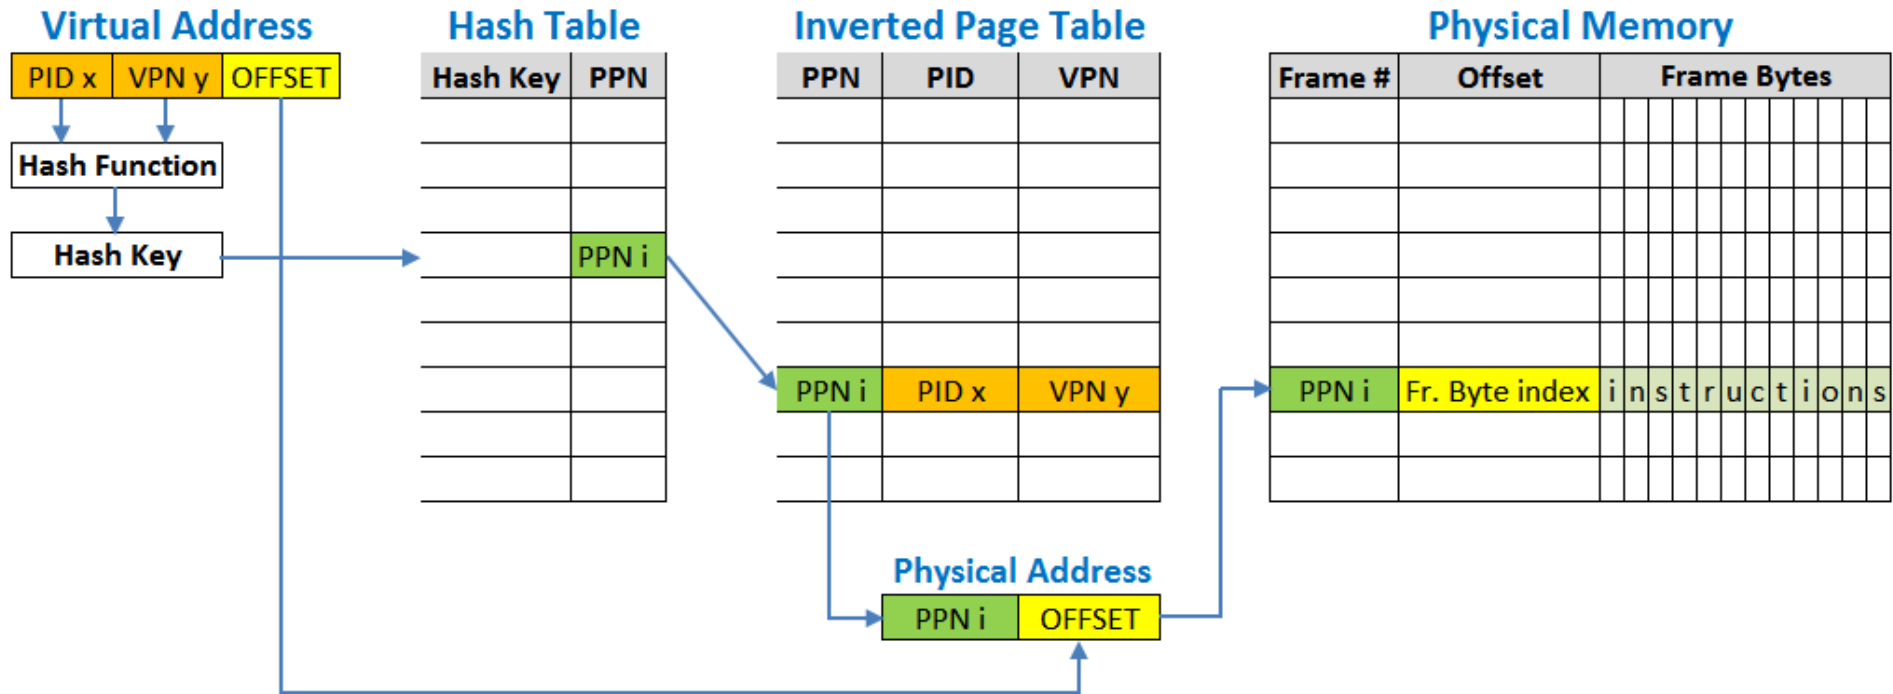 Virtual Address
PID x VPN y OFFSET
Hash Function
Hash Key
Hash Table
Hash Key PPN
PPN i
Inverted Page Table
PPN PID VPN
PPN i PID x VPN y
Physical Address
PPN i OFFSET
Physical Memory
Frame # Offset Frame Bytes
PPN i Fr. Byte index i n s t r u c t i o n s